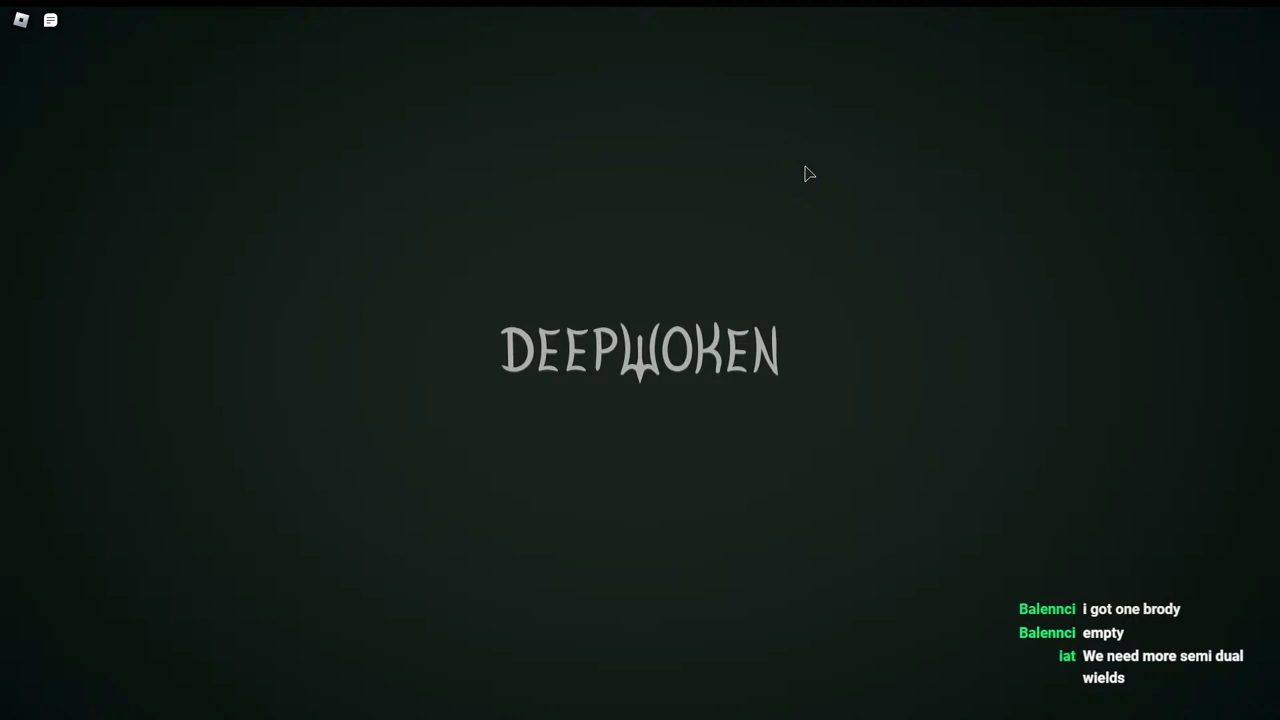 DEEPWOKEN
Balennci i got one brody
Balennci empty
iat We need more semi dual
wields